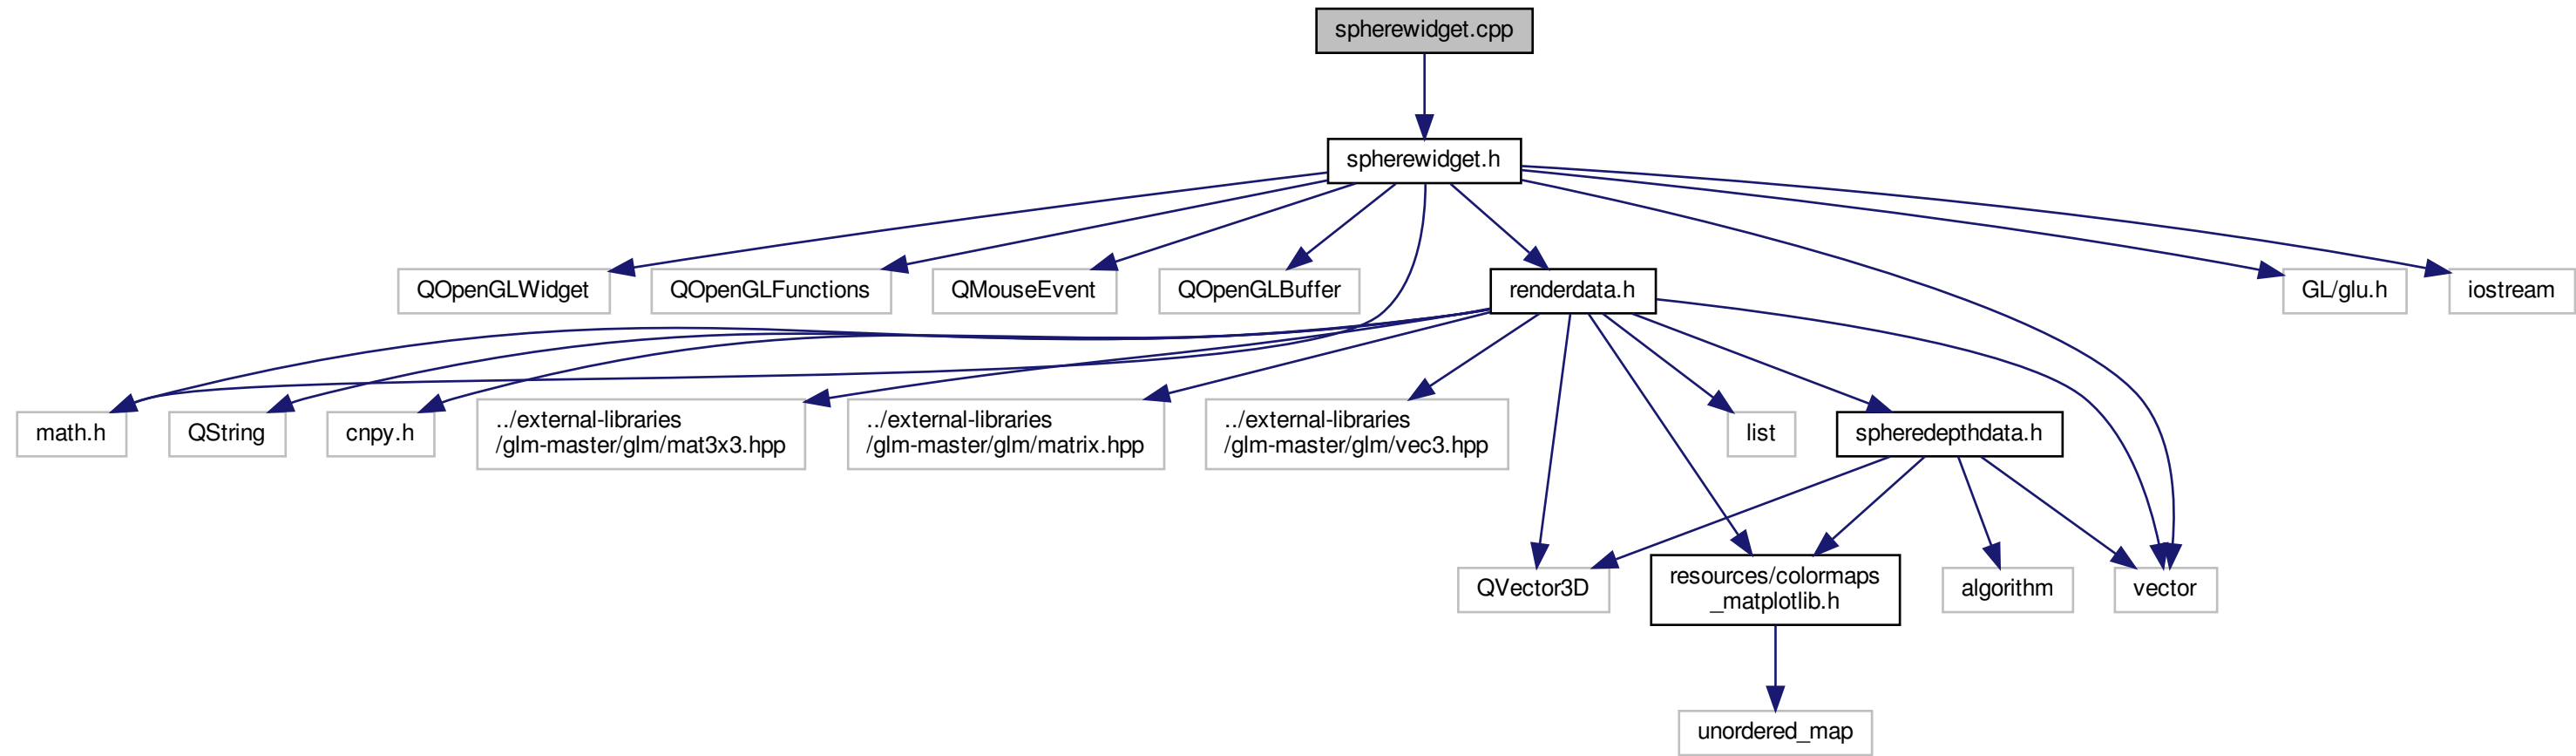 spherewidget.cpp
spherewidget.h
QOpenGLWidget
QOpenGLFunctions
QMouseEvent
QOpenGLBuffer
renderdata.h
GL/glu.h
iostream
math.h
QString
cnpy.h
../external-libraries
/glm-master/glm/mat3x3.hpp
../external-libraries
/glm-master/glm/matrix.hpp
../external-libraries
/glm-master/glm/vec3.hpp
list
spheredepthdata.h
QVector3D
resources/colormaps
_matplotlib.h
algorithm
vector
unordered_map